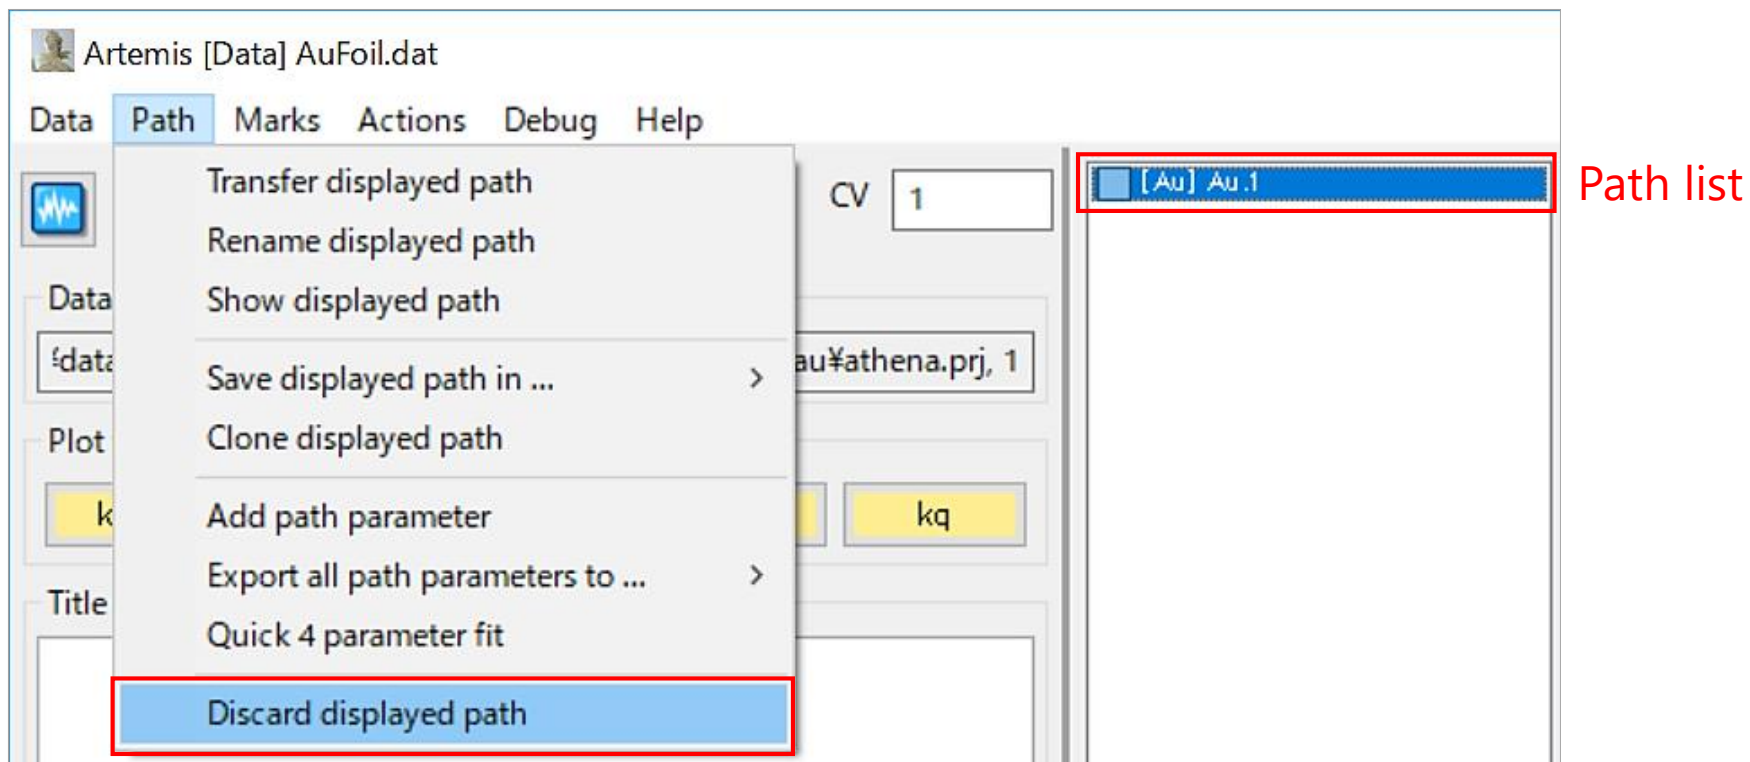 Artemis [Data] AuFoil.dat
Data Path Marks Actions Debug Help
Transfer displayed path
Rename displayed path
Show displayed path
Save displayed path in ... >
Clone displayed path
Add path parameter
Export all path parameters to ... >
Quick 4 parameter fit
Discard displayed path
CV 1
[Au] Au.1
Path list
Data
data
au¥athena.prj, 1
Plot
k
kq
Title